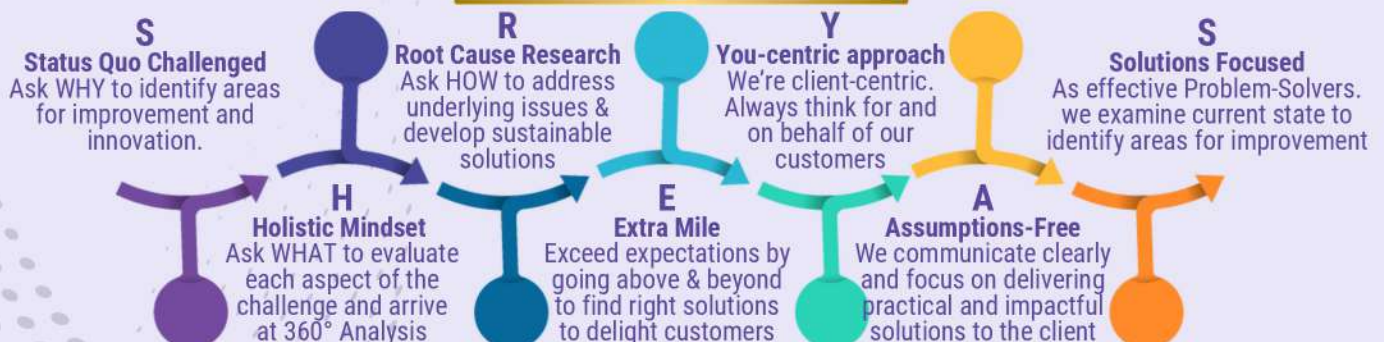 S
Status Quo Challenged
Ask WHY to identify areas
for improvement and
innovation.
H
Holistic Mindset
Ask WHAT to evaluate
each aspect of the
challenge and arrive
at 360° Analysis
R
Root Cause Research
Ask HOW to address
underlying issues &
develop sustainable
solutions
E
Extra Mile
Exceed expectations by
going above & beyond
to find right solutions
to delight customers
Y
You-centric approach
We're client-centric.
Always think for and
on behalf of our
customers
A
Assumptions-Free
We communicate clearly
and focus on delivering
practical and impactful
solutions to the client
S
Solutions Focused
As effective Problem-Solvers.
we examine current state to
identify areas for improvement